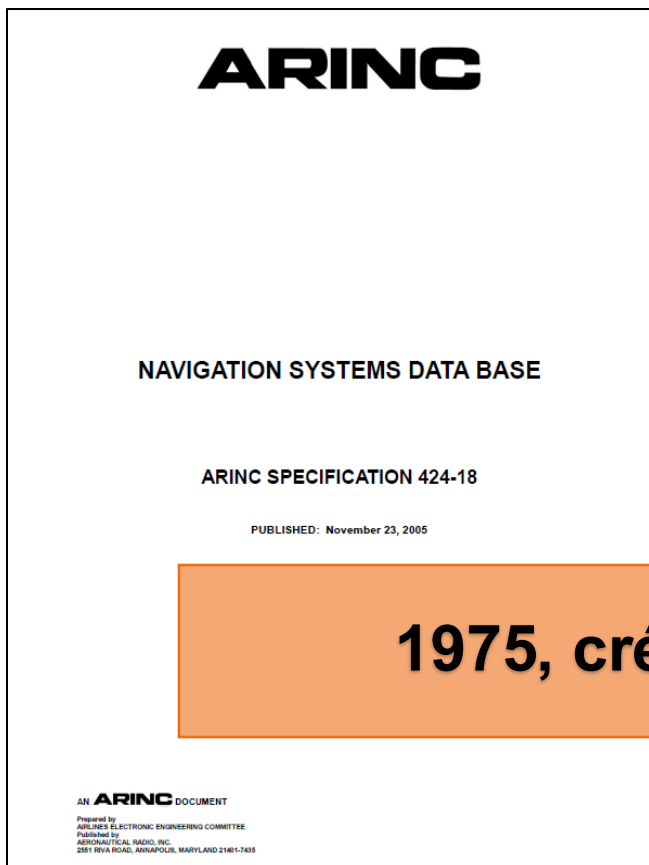 ARINC
NAVIGATION SYSTEMS DATA BASE
ARINC SPECIFICATION 424-18
PUBLISHED: November 23, 2005
1975, cré
AN ARINC DOCUMENT
Prepared by
AIRLINES ELECTRONIC ENGINEERING COMMITTEE
Published by
AERONAUTICAL RADIO, INC.
2551 RIVA ROAD, ANNAPOLIS, MARYLAND 21401-7435